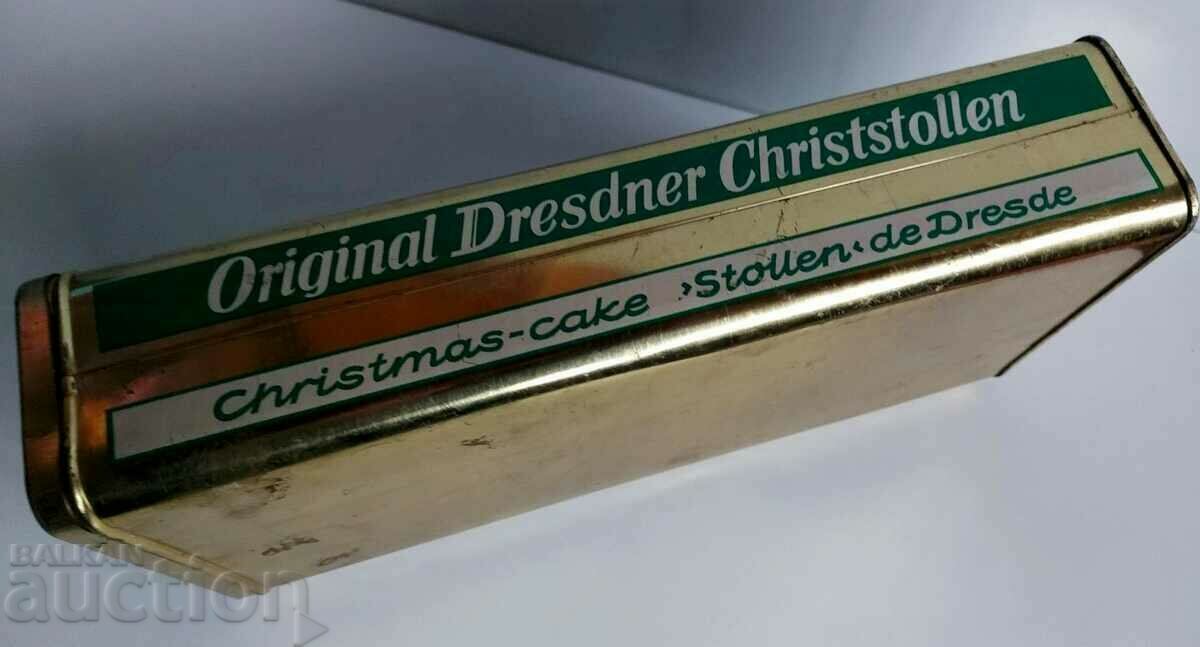 Original Dresdner Christstollen
Christmas-cake ›Stollen‹ de Dresde
BALKAN
auction